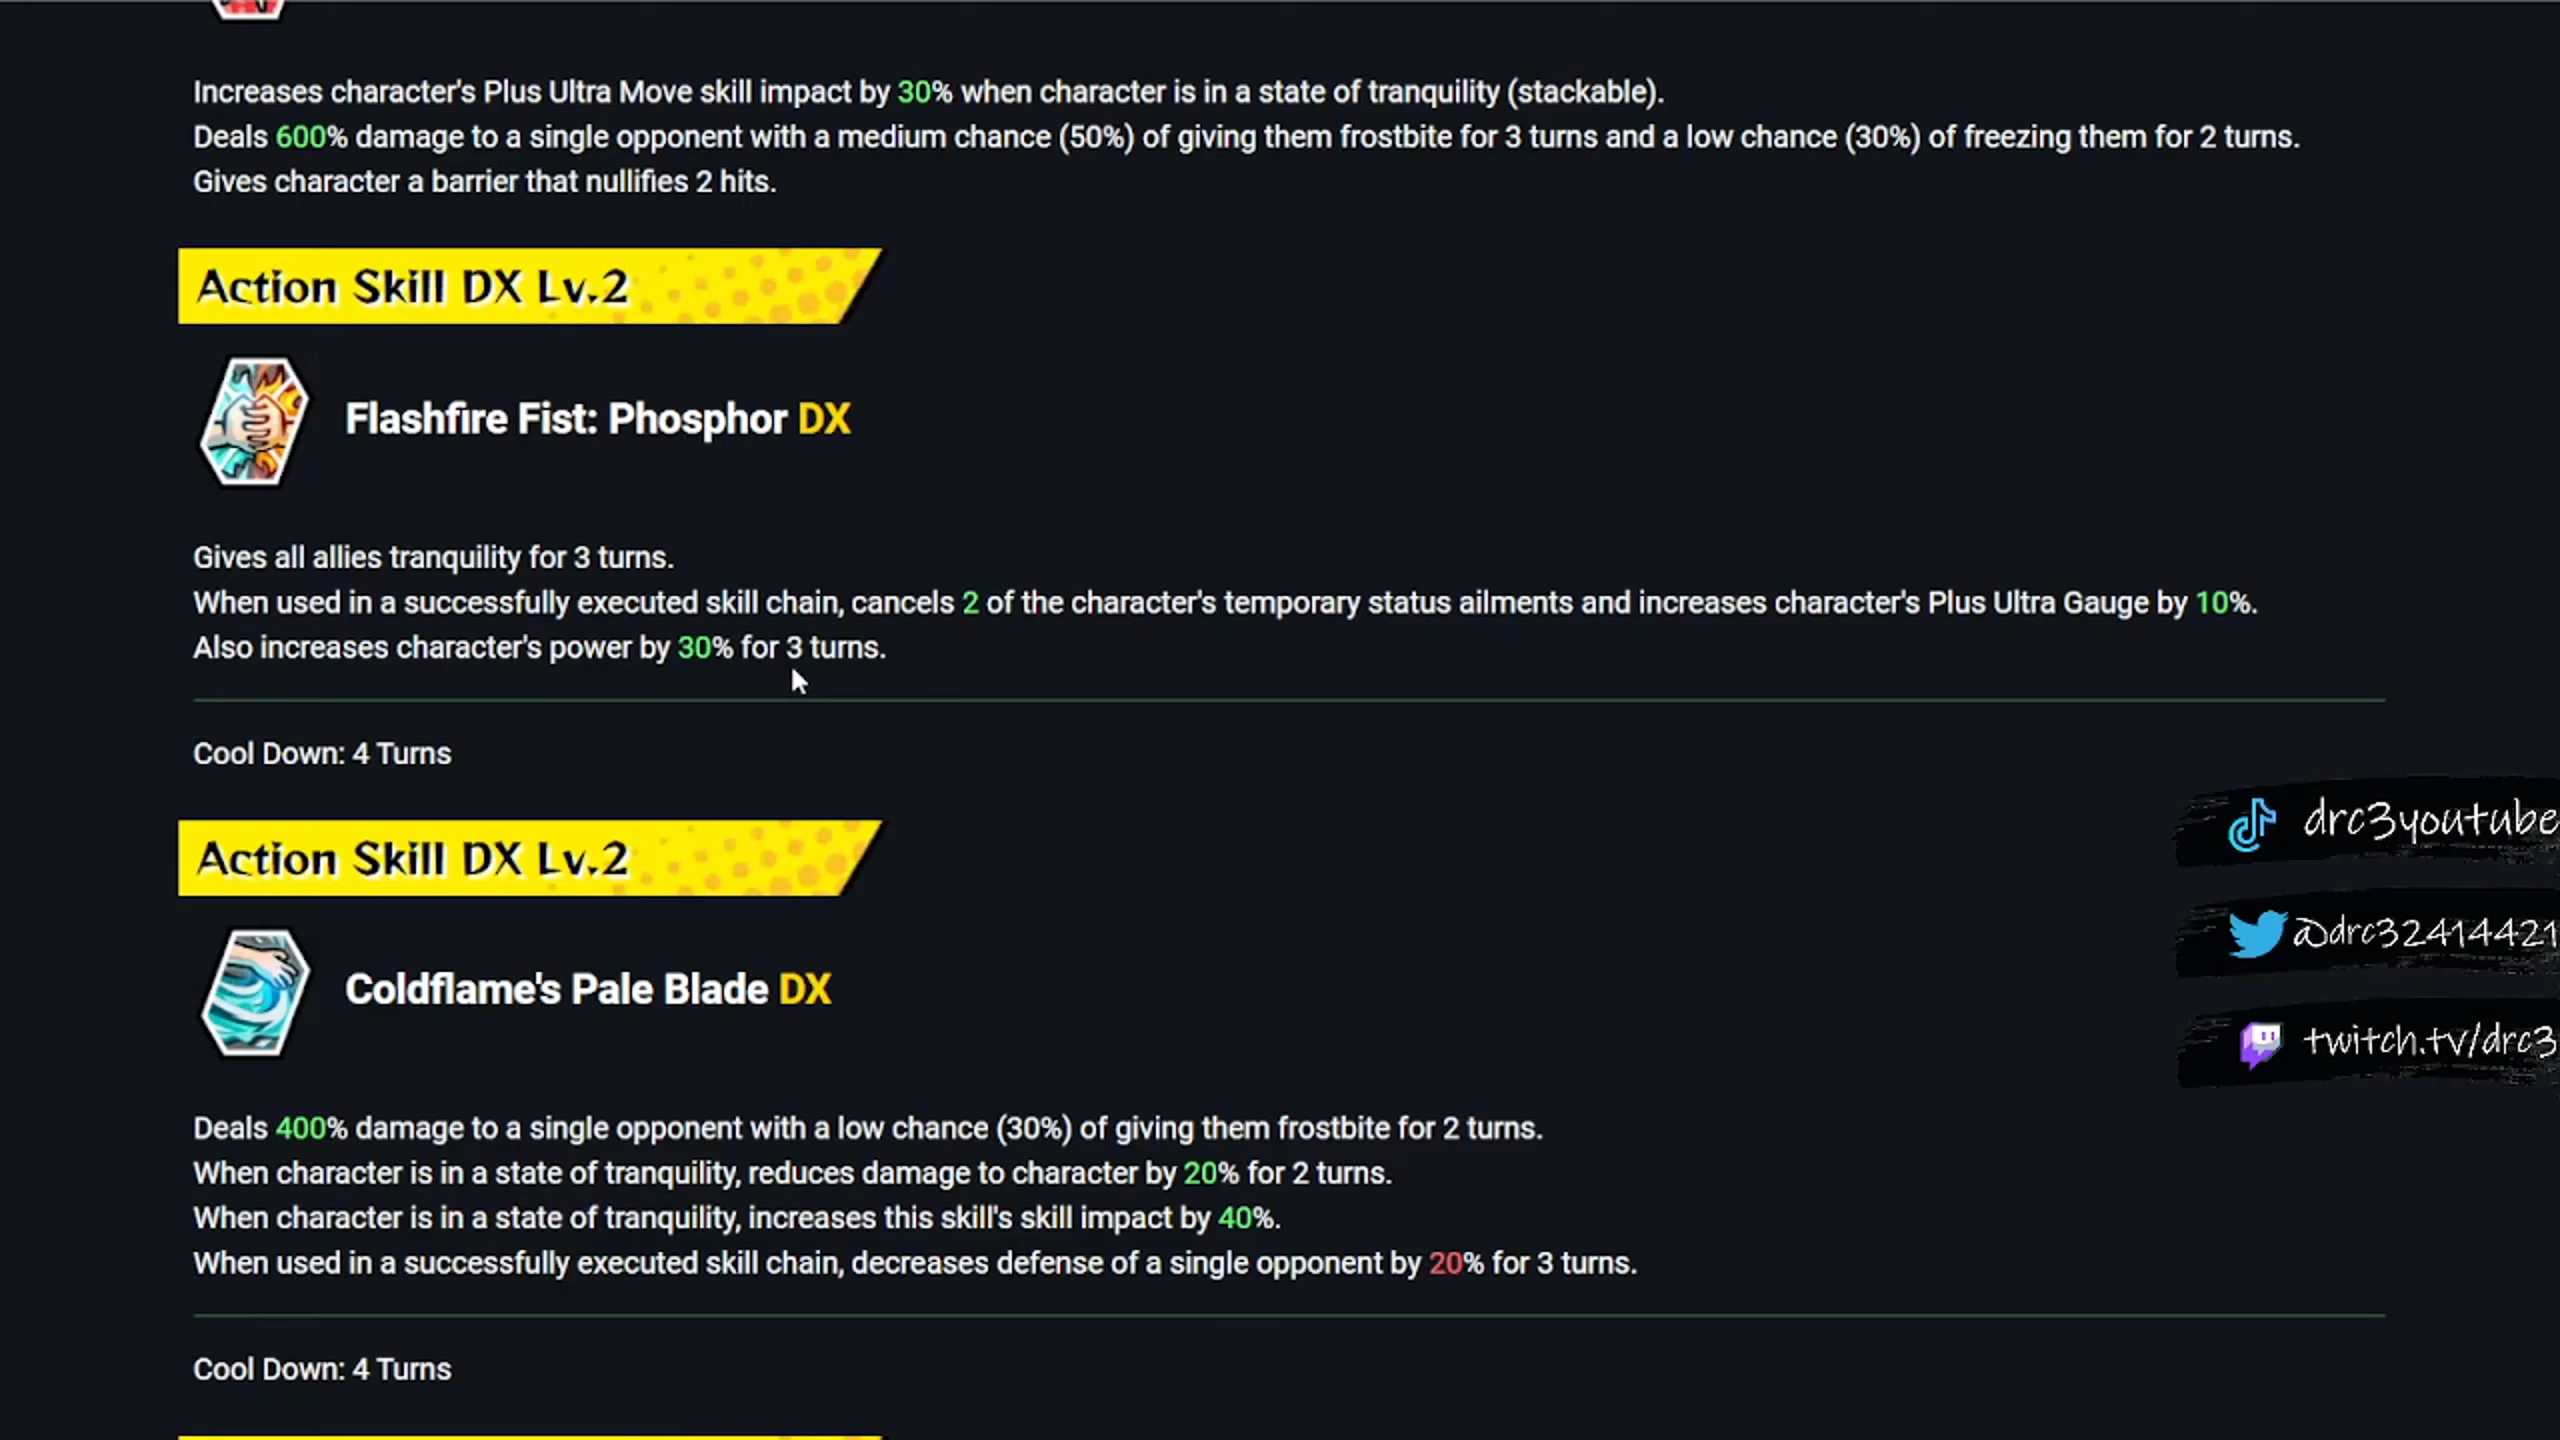 Increases character's Plus Ultra Move skill impact by 30% when character is in a state of tranquility (stackable).
Deals 600% damage to a single opponent with a medium chance (50%) of giving them frostbite for 3 turns and a low chance (30%) of freezing them for 2 turns.
Gives character a barrier that nullifies 2 hits.
Action Skill DX Lv.2
Flashfire Fist: Phosphor DX
Gives all allies tranquility for 3 turns.
When used in a successfully executed skill chain, cancels 2 of the character's temporary status ailments and increases character's Plus Ultra Gauge by 10%.
Also increases character's power by 30% for 3 turns.
Cool Down: 4 Turns
drc3youtube
Action Skill DX Lv.2
@drc32414421
Coldflame's Pale Blade DX
twitch.tv/drc3
Deals 400% damage to a single opponent with a low chance (30%) of giving them frostbite for 2 turns.
When character is in a state of tranquility, reduces damage to character by 20% for 2 turns.
When character is in a state of tranquility, increases this skill's skill impact by 40%.
When used in a successfully executed skill chain, decreases defense of a single opponent by 20% for 3 turns.
Cool Down: 4 Turns